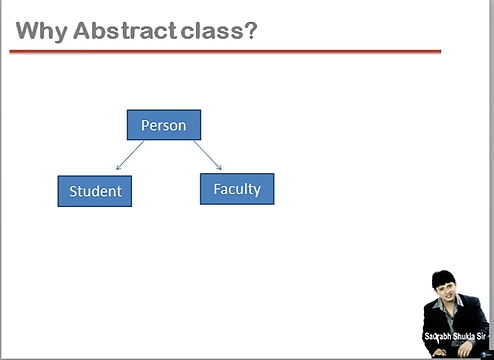 Why Abstract class?
Person
Student
Faculty
Saurabh Shukla Sir